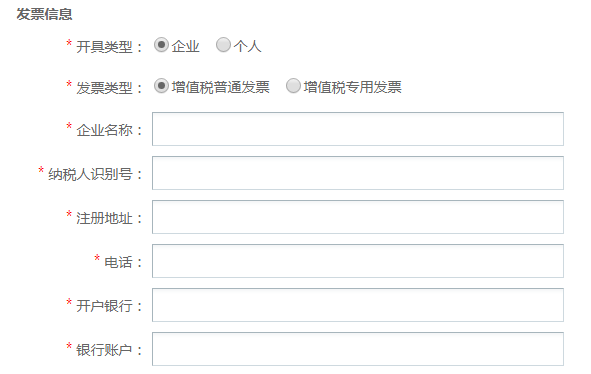 发票信息
* 开具类型： 企业 个人
* 发票类型： 增值税普通发票 增值税专用发票
* 企业名称：
* 纳税人识别号：
* 注册地址：
* 电话：
* 开户银行：
* 银行账户：